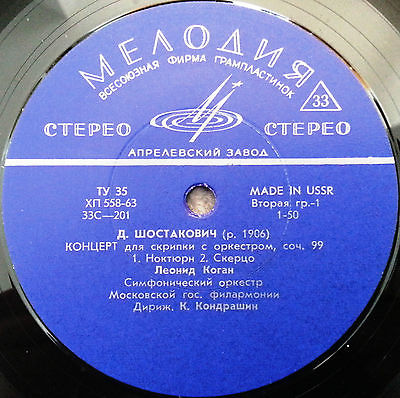 МЕЛОДИЯ
ВСЕСОЮЗНАЯ ФИРМА ГРАМПЛАСТИНОК
33
СТЕРЕО СТЕРЕО
АПРЕЛЕВСКИЙ ЗАВОД
ТУ 35 MADE IN USSR
ХП 558-63 Вторая гр.-1
33С—201 1-50
Д. ШОСТАКОВИЧ (р. 1906)
КОНЦЕРТ для скрипки с оркестром, соч. 99
1. Ноктюрн 2. Скерцо
Леонид Коган
Симфонический оркестр
Московской гос. филармонии
Дириж. К. Кондрашин